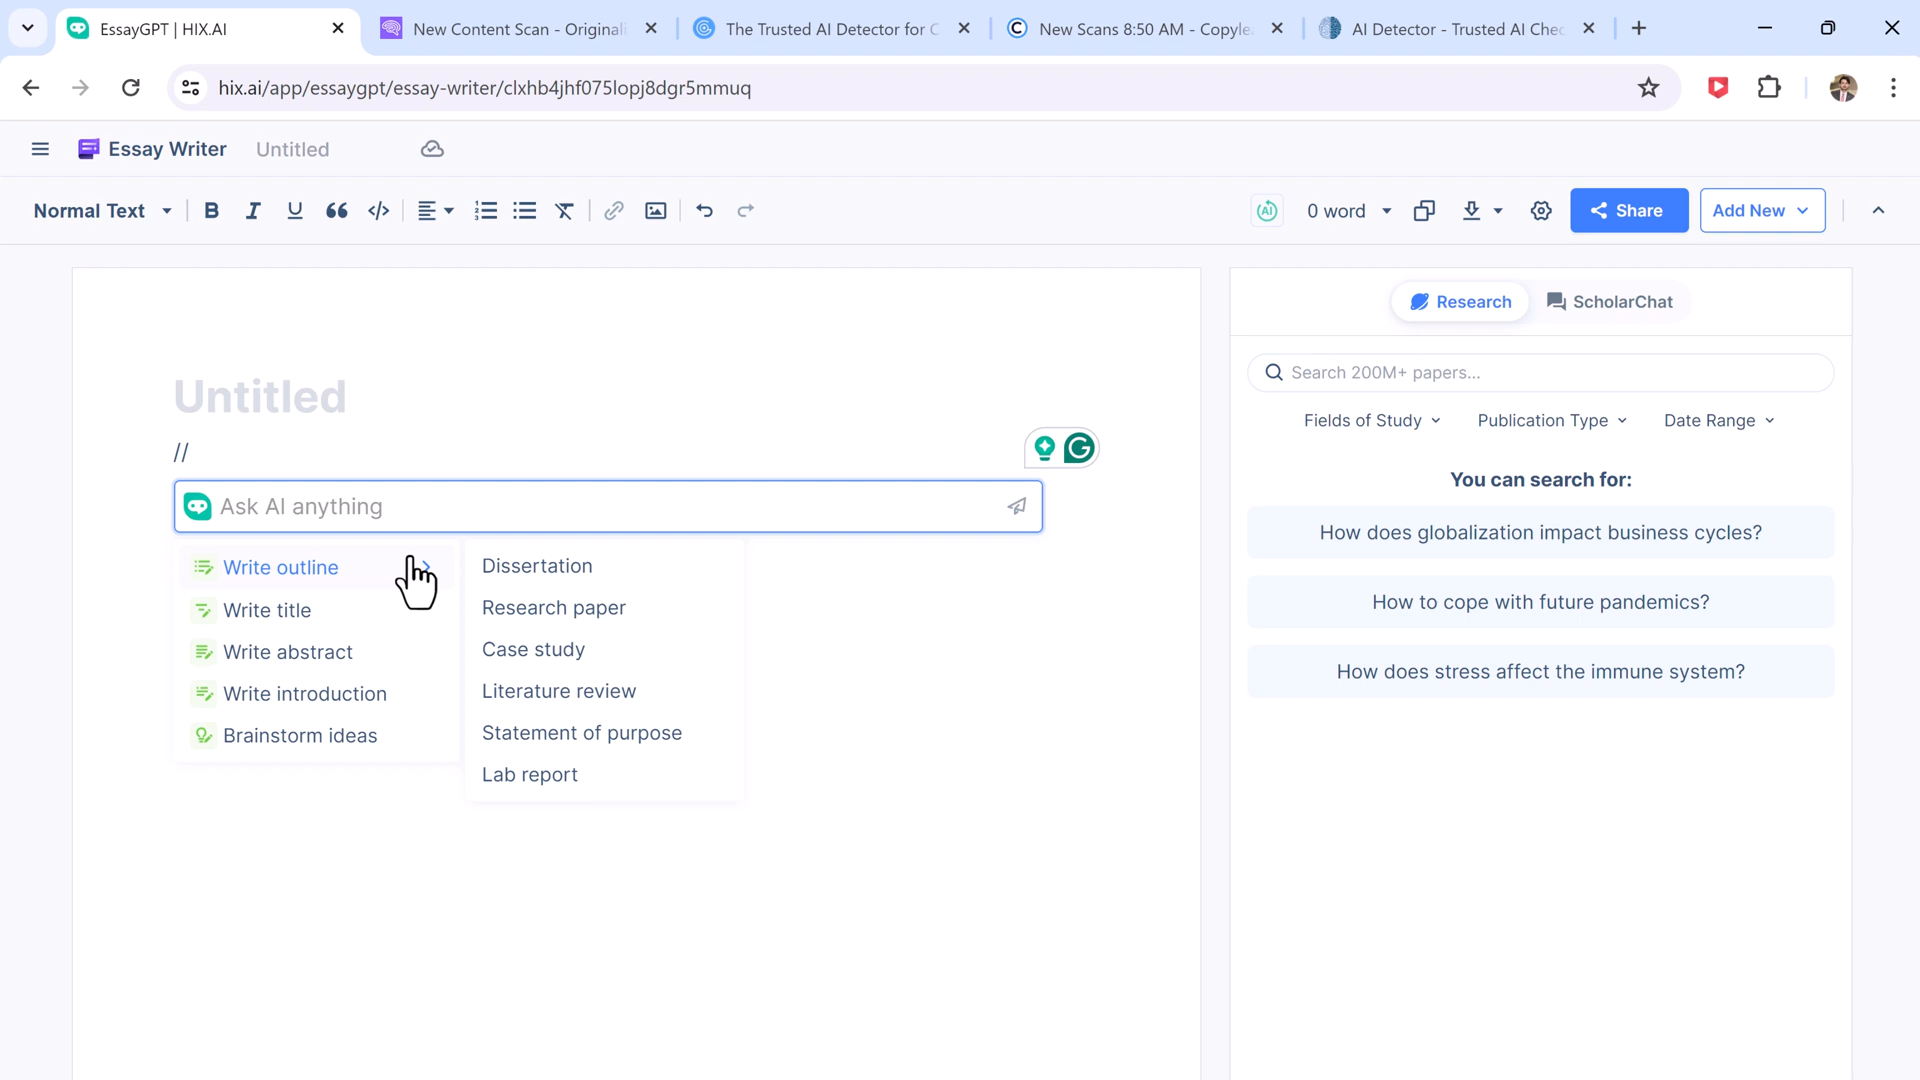 EssayGPT | HIX.AI
New Content Scan - Originali
The Trusted AI Detector for C
New Scans 8:50 AM - Copyle
AI Detector - Trusted AI Chec
hix.ai/app/essaygpt/essay-writer/clxhb4jhf075lopj8dgr5mmuq
Essay Writer
Untitled
Normal Text
B
I
U
AI
0 word
Share
Add New
Research
ScholarChat
Search 200M+ papers...
Fields of Study
Publication Type
Date Range
Untitled
//
Ask AI anything
Write outline
Write title
Write abstract
Write introduction
Brainstorm ideas
Dissertation
Research paper
Case study
Literature review
Statement of purpose
Lab report
You can search for:
How does globalization impact business cycles?
How to cope with future pandemics?
How does stress affect the immune system?